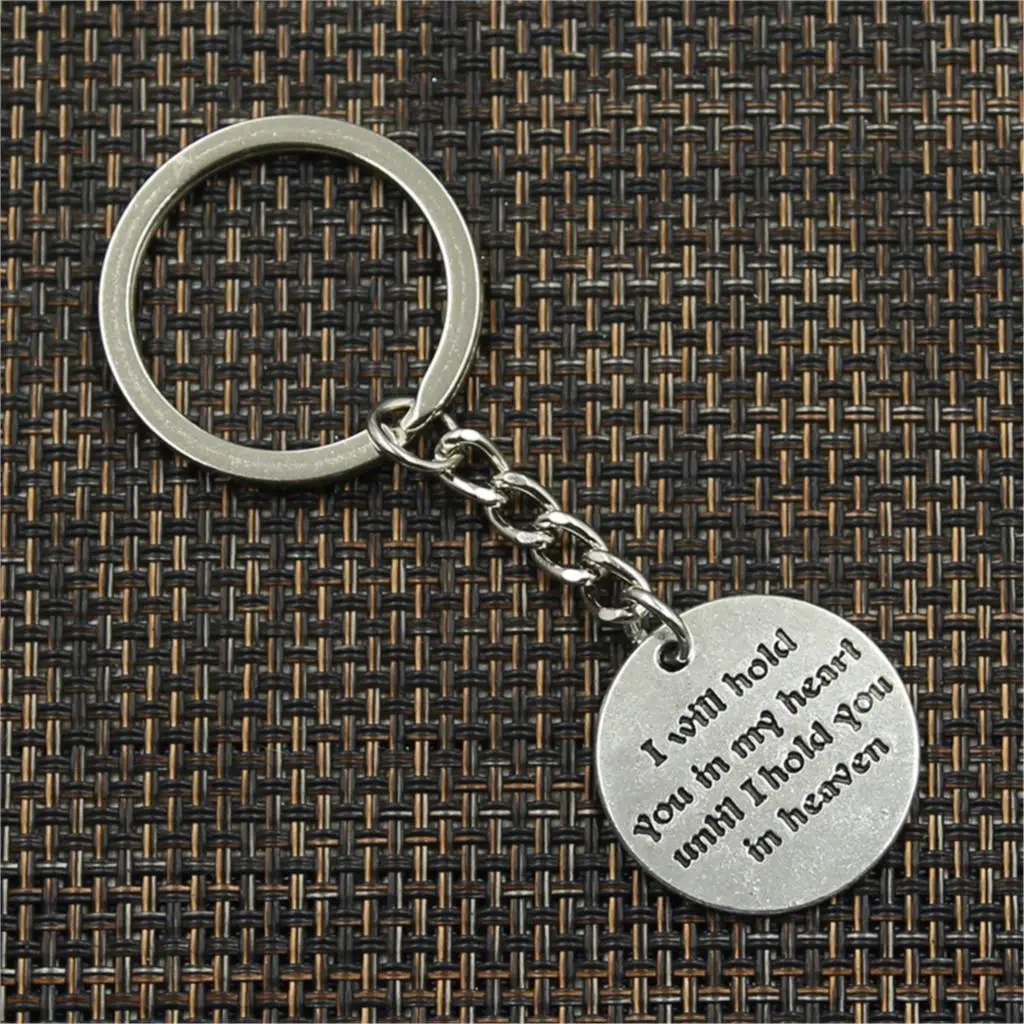 I will hold
you in my heart
until I hold you
in heaven